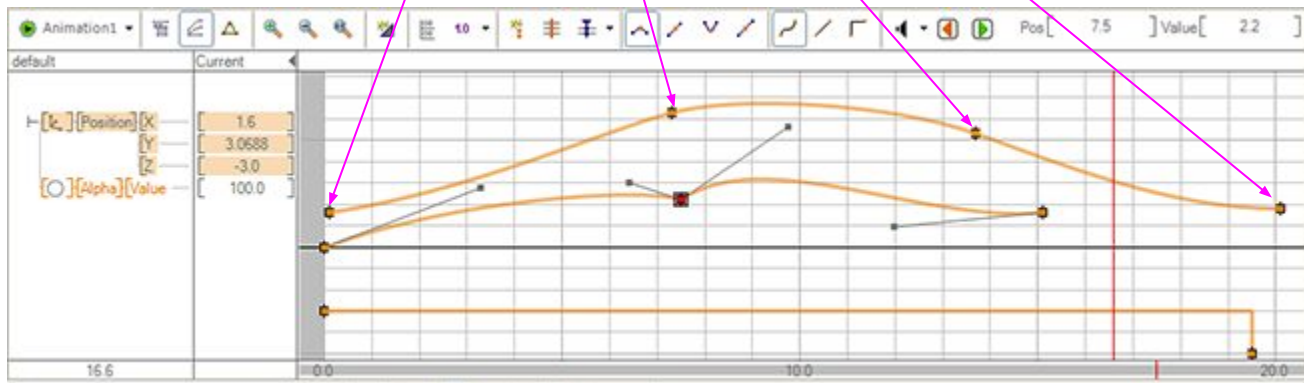 Animation1 1.0 Pos[ 7.5 ]Value[ 2.2 ]
default Current
[Position][X [ 1.6 ]
[Y [ 3.0688 ]
[Z [ -3.0 ]
[Alpha][Value [ 100.0 ]
16.6 0.0 10.0 20.0